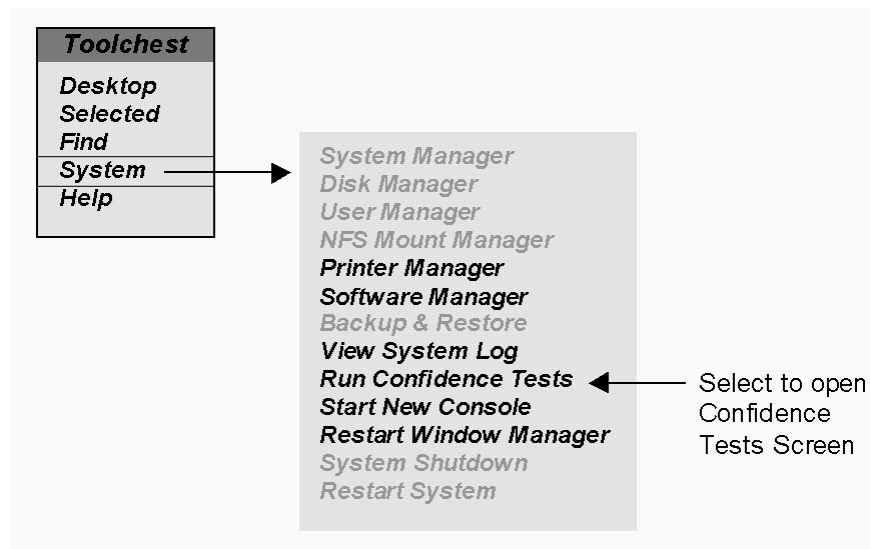 Toolchest
Desktop
Selected
Find
System
Help
System Manager
Disk Manager
User Manager
NFS Mount Manager
Printer Manager
Software Manager
Backup & Restore
View System Log
Run Confidence Tests
Start New Console
Restart Window Manager
System Shutdown
Restart System
Select to open
Confidence
Tests Screen